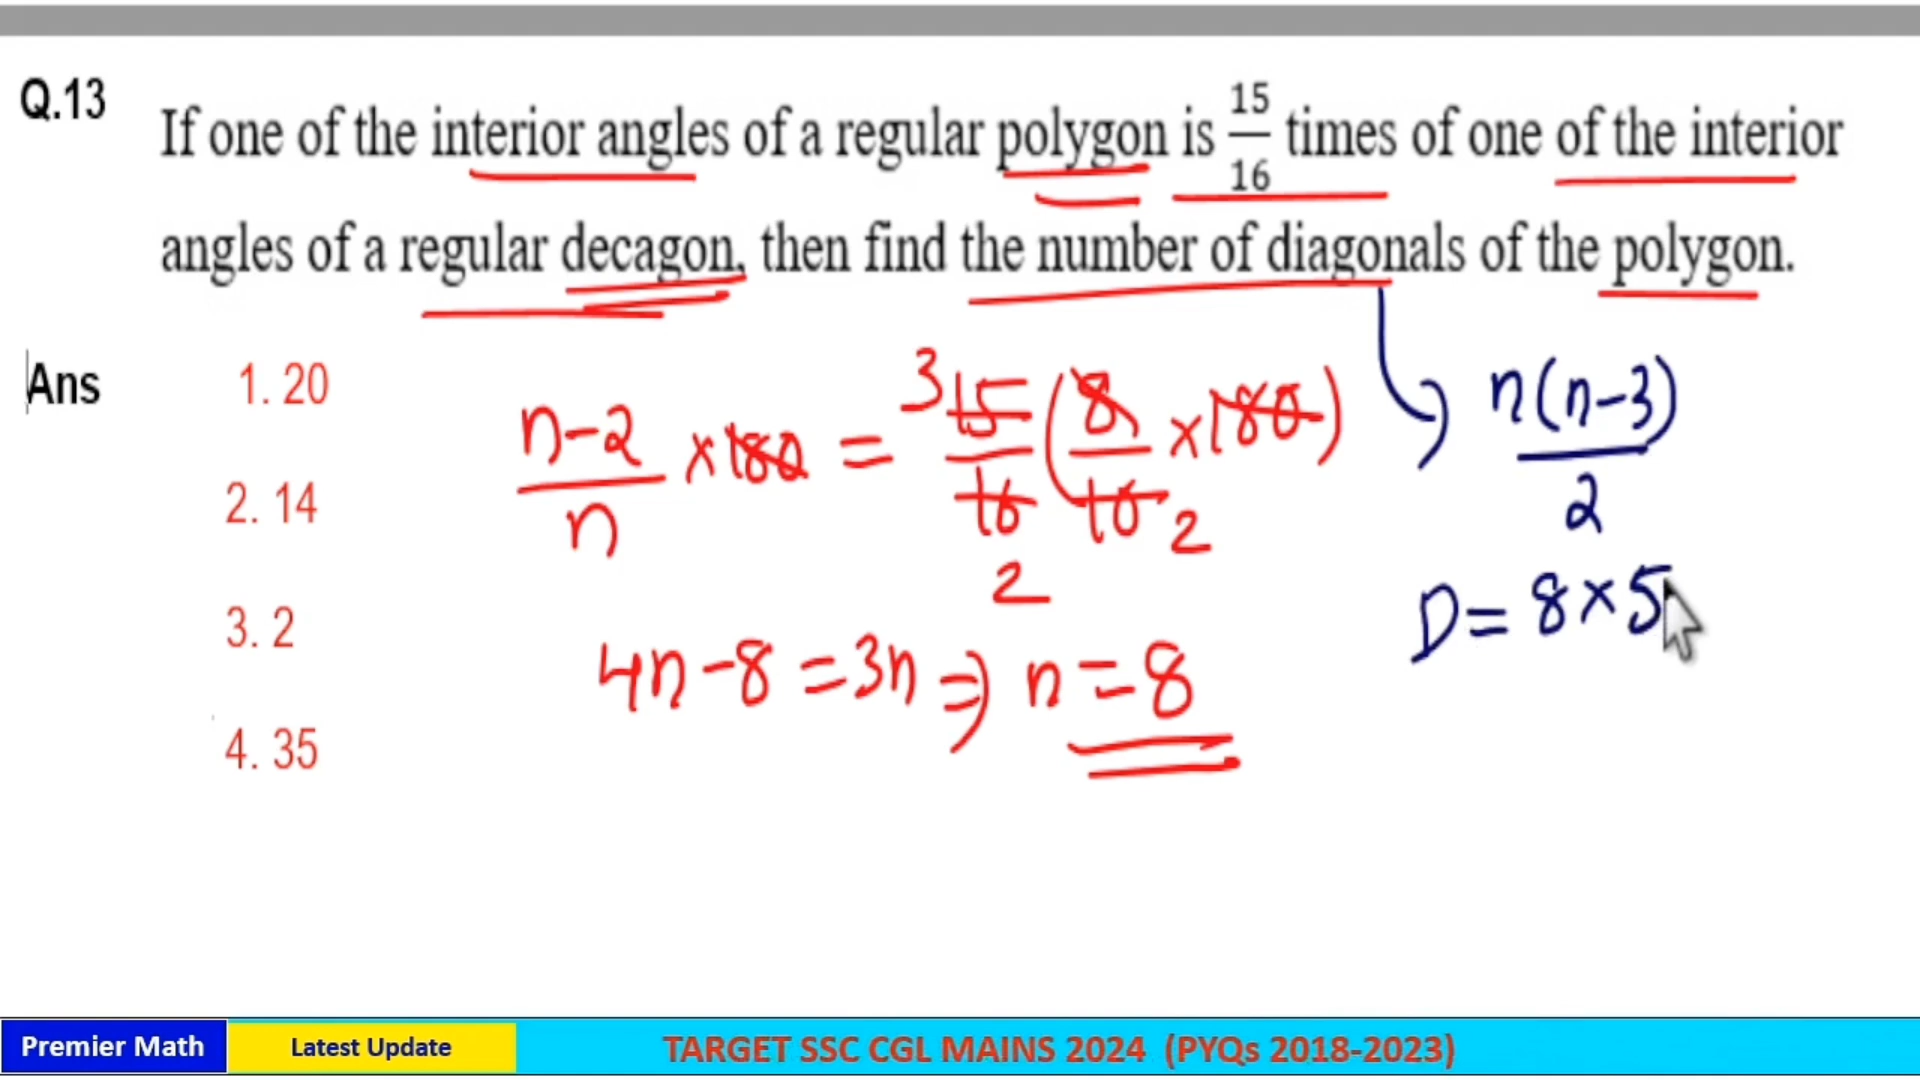 Q.13
If one of the interior angles of a regular polygon is 15/16 times of one of the interior
angles of a regular decagon, then find the number of diagonals of the polygon.
Ans
1. 20
2. 14
3. 2
4. 35
n-2/n ×180 = 3 15/16 2 (8/10 2 ×180)
4n-8=3n ⇒ n=8
n(n-3)/2
D= 8×5
Premier Math
Latest Update
TARGET SSC CGL MAINS 2024 (PYQs 2018-2023)